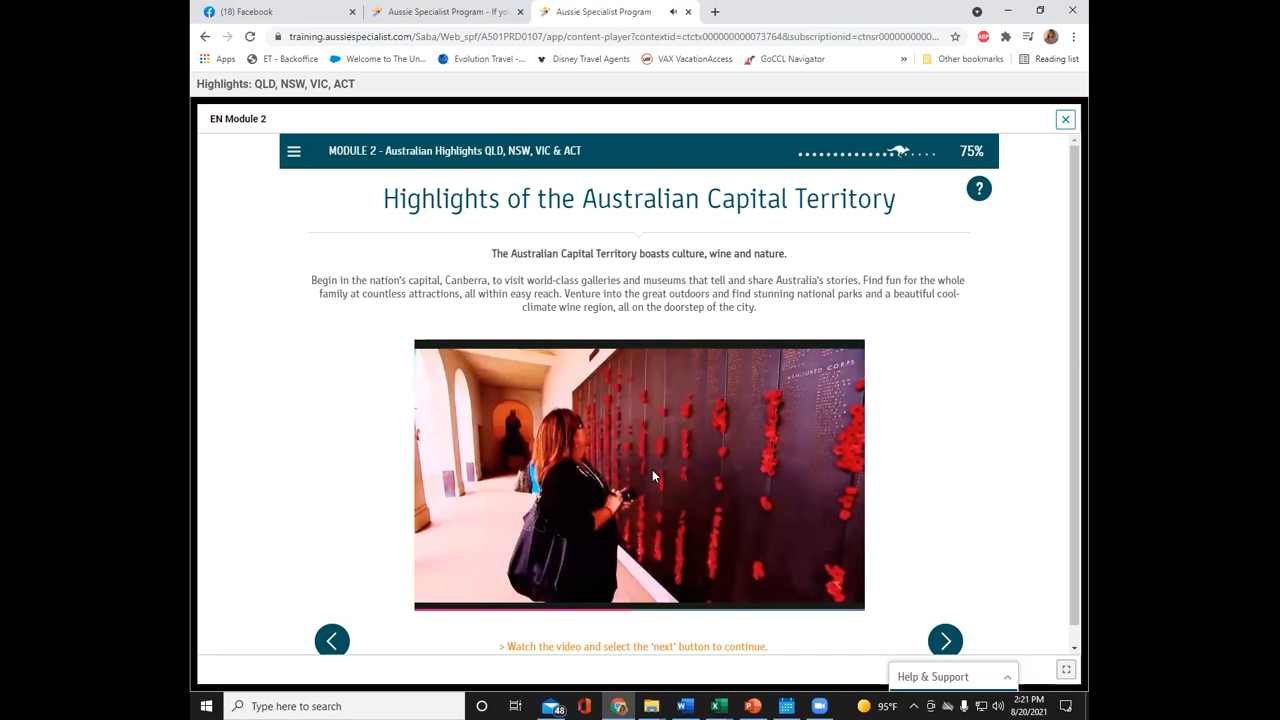 (18) Facebook
Aussie Specialist Program - If yo
Aussie Specialist Program
training.aussiespecialist.com/Saba/Web_spf/A501PRD0107/app/content-player?contextid=ctctx000000000073764&subscriptionid=ctnsr0000000000...
Apps
ET - Backoffice
Welcome to The Un...
Evolution Travel -...
Disney Travel Agents
VAX VacationAccess
GoCCL Navigator
»
Other bookmarks
Reading list
Highlights: QLD, NSW, VIC, ACT
EN Module 2
MODULE 2 - Australian Highlights QLD, NSW, VIC & ACT
75%
Highlights of the Australian Capital Territory
?
The Australian Capital Territory boasts culture, wine and nature.
Begin in the nation's capital, Canberra, to visit world-class galleries and museums that tell and share Australia's stories. Find fun for the whole
family at countless attractions, all within easy reach. Venture into the great outdoors and find stunning national parks and a beautiful cool-
climate wine region, all on the doorstep of the city.
ARMOURED CORPS
> Watch the video and select the 'next' button to continue.
Help & Support
Type here to search
48
95°F
2:21 PM
8/20/2021